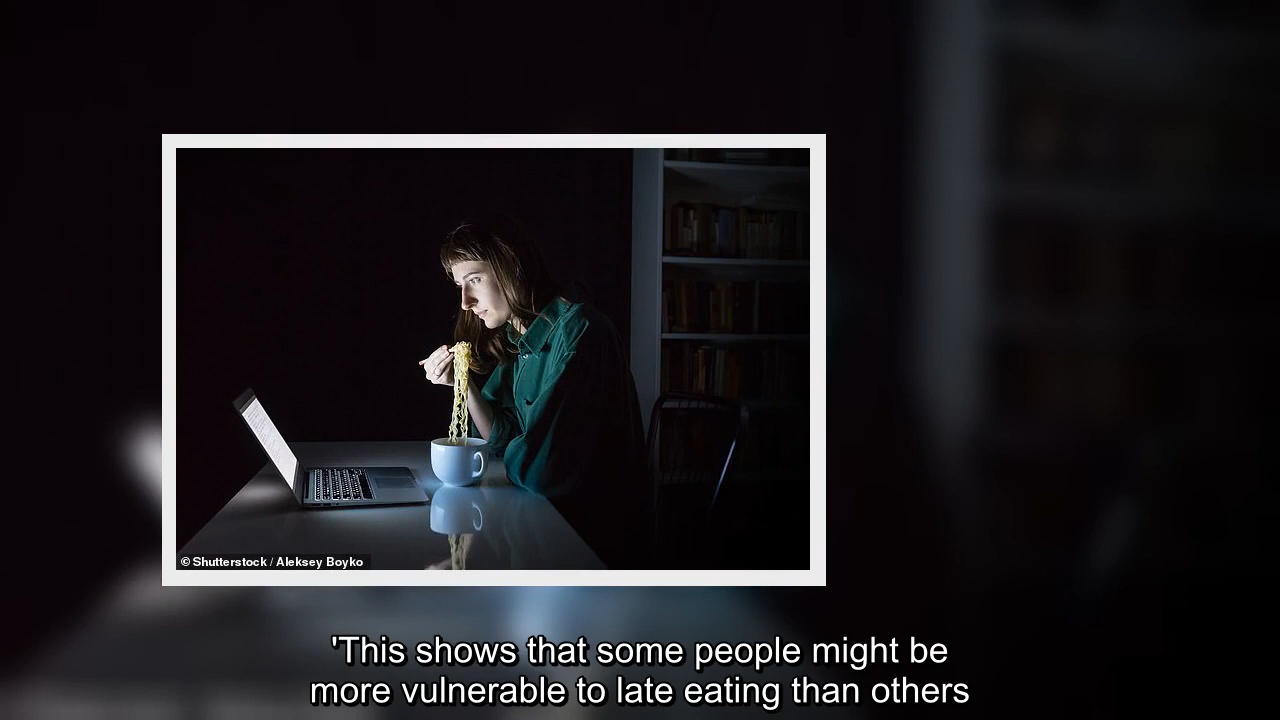 © Shutterstock / Aleksey Boyko
'This shows that some people might be
more vulnerable to late eating than others